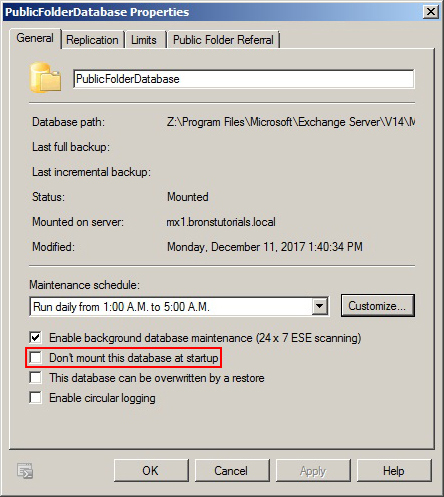 PublicFolderDatabase Properties
General Replication Limits Public Folder Referral
PublicFolderDatabase
Database path: Z:\Program Files\Microsoft\Exchange Server\V14\M
Last full backup:
Last incremental backup:
Status: Mounted
Mounted on server: mx1.bronstutorials.local
Modified: Monday, December 11, 2017 1:40:34 PM
Maintenance schedule:
Run daily from 1:00 A.M. to 5:00 A.M. Customize...
Enable background database maintenance (24 x 7 ESE scanning)
Don't mount this database at startup
This database can be overwritten by a restore
Enable circular logging
OK Cancel Apply Help